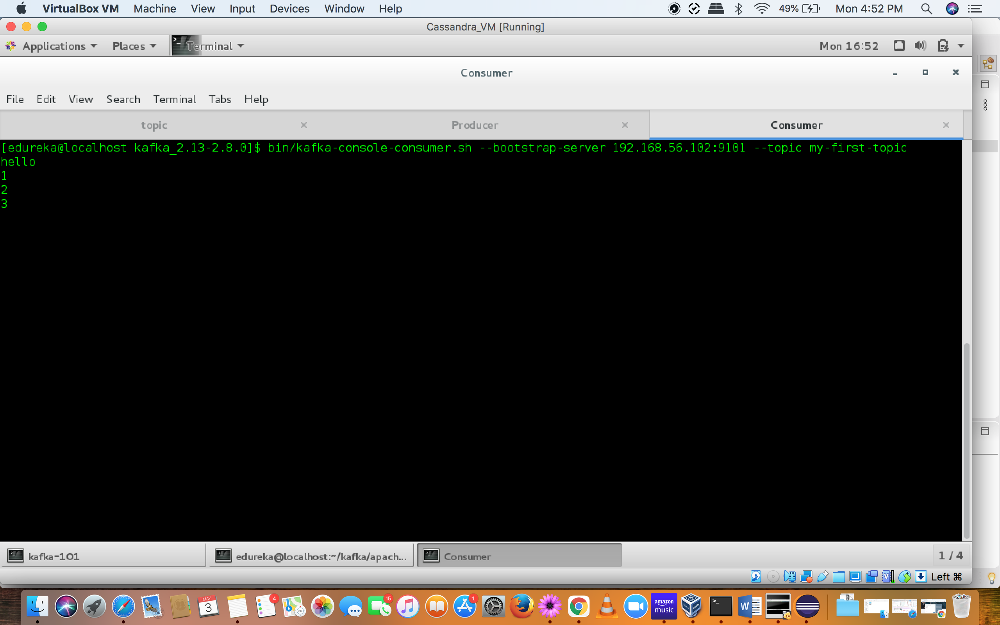 VirtualBox VM Machine View Input Devices Window Help 49% Mon 4:52 PM
Cassandra_VM [Running]
Applications Places Terminal Mon 16:52
Consumer
File Edit View Search Terminal Tabs Help
topic Producer Consumer
[edureka@localhost kafka_2.13-2.8.0]$ bin/kafka-console-consumer.sh --bootstrap-server 192.168.56.102:9101 --topic my-first-topic
hello
1
2
3
kafka-101 edureka@localhost:~/kafka/apach... Consumer 1 / 4
Left ⌘
MAY
3
4
3D
15
1
amazon
music
W
2.6